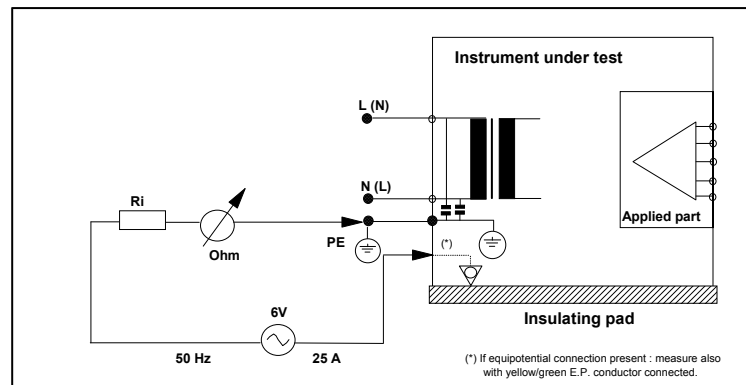 Instrument under test
L (N)
N (L)
Ri
Applied part
Ohm
PE
(*)
6V
Insulating pad
50 Hz
25 A
(*) If equipotential connection present : measure also
with yellow/green E.P. conductor connected.